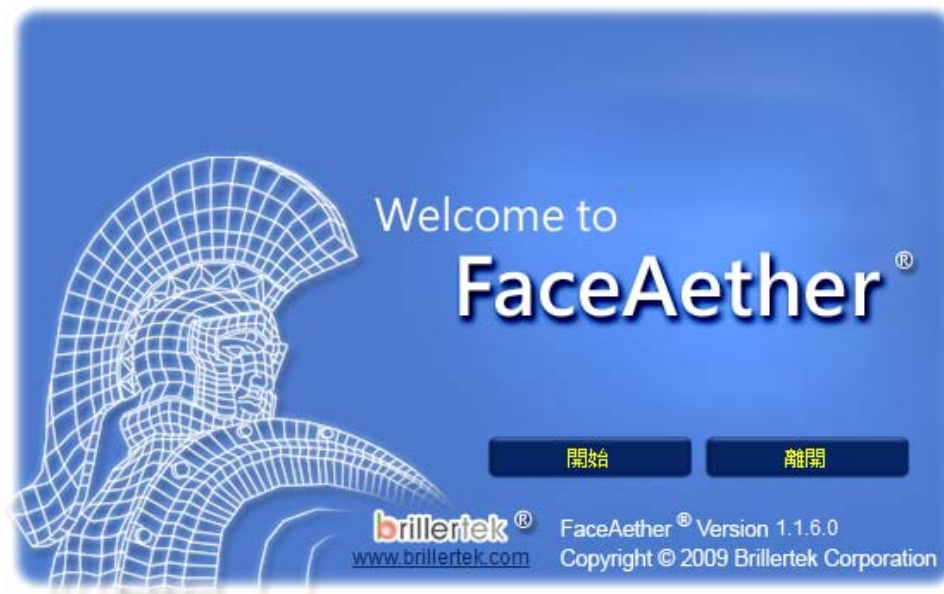 Welcome to
FaceAether ®
開始 離開
brillertek ® FaceAether ® Version 1.1.6.0
www.brillertek.com Copyright © 2009 Brillertek Corporation